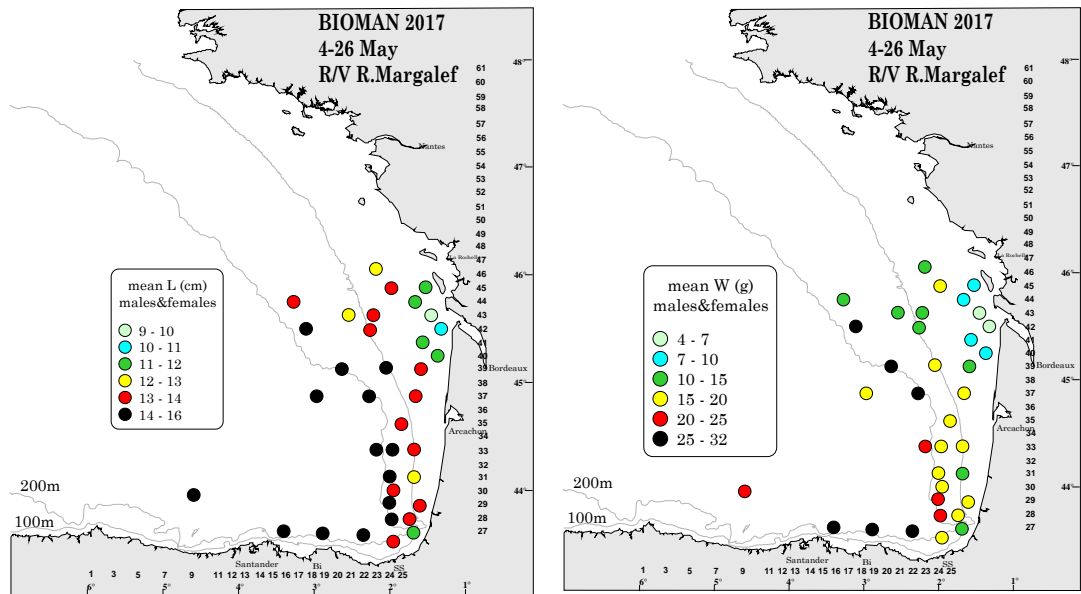 BIOMAN 2017
4-26 May
R/V R.Margalef
61
60
59
58
57
56
55
54
53
52
51
50
49
48
47
46
45
44
43
42
41
40
39
38
37
36
35
34
33
32
31
30
29
28
27
48°
47°
46°
45°
44°
Nantes
La Rochell
Bordeaux
Arcachon
mean L (cm)
males&females
9 - 10
10 - 11
11 - 12
12 - 13
13 - 14
14 - 16
200m
100m
Santander
Bi
SS
1 3 5 7 9 11 12 13 14 15 16 17 18 19 20 21 22 23 24 25
6° 5° 4° 3° 2° 1°
BIOMAN 2017
4-26 May
R/V R.Margalef
61
60
59
58
57
56
55
54
53
52
51
50
49
48
47
46
45
44
43
42
41
40
39
38
37
36
35
34
33
32
31
30
29
28
27
48°
47°
46°
45°
44°
Nantes
La Rochell
Bordeaux
Arcachon
mean W (g)
males&females
4 - 7
7 - 10
10 - 15
15 - 20
20 - 25
25 - 32
200m
100m
Santander
Bi
SS
1 3 5 7 9 11 12 13 14 15 16 17 18 19 20 21 22 23 24 25
6° 5° 4° 3° 2° 1°